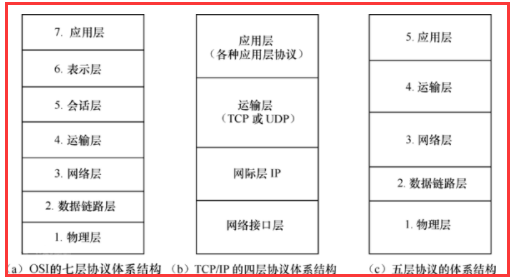 7. 应用层
6. 表示层
5. 会话层
4. 运输层
3. 网络层
2. 数据链路层
1. 物理层
(a) OSI的七层协议体系结构
应用层
(各种应用层协议)
运输层
(TCP 或 UDP)
网际层 IP
网络接口层
(b) TCP/IP 的四层协议体系结构
5. 应用层
4. 运输层
3. 网络层
2. 数据链路层
1. 物理层
(c) 五层协议的体系结构